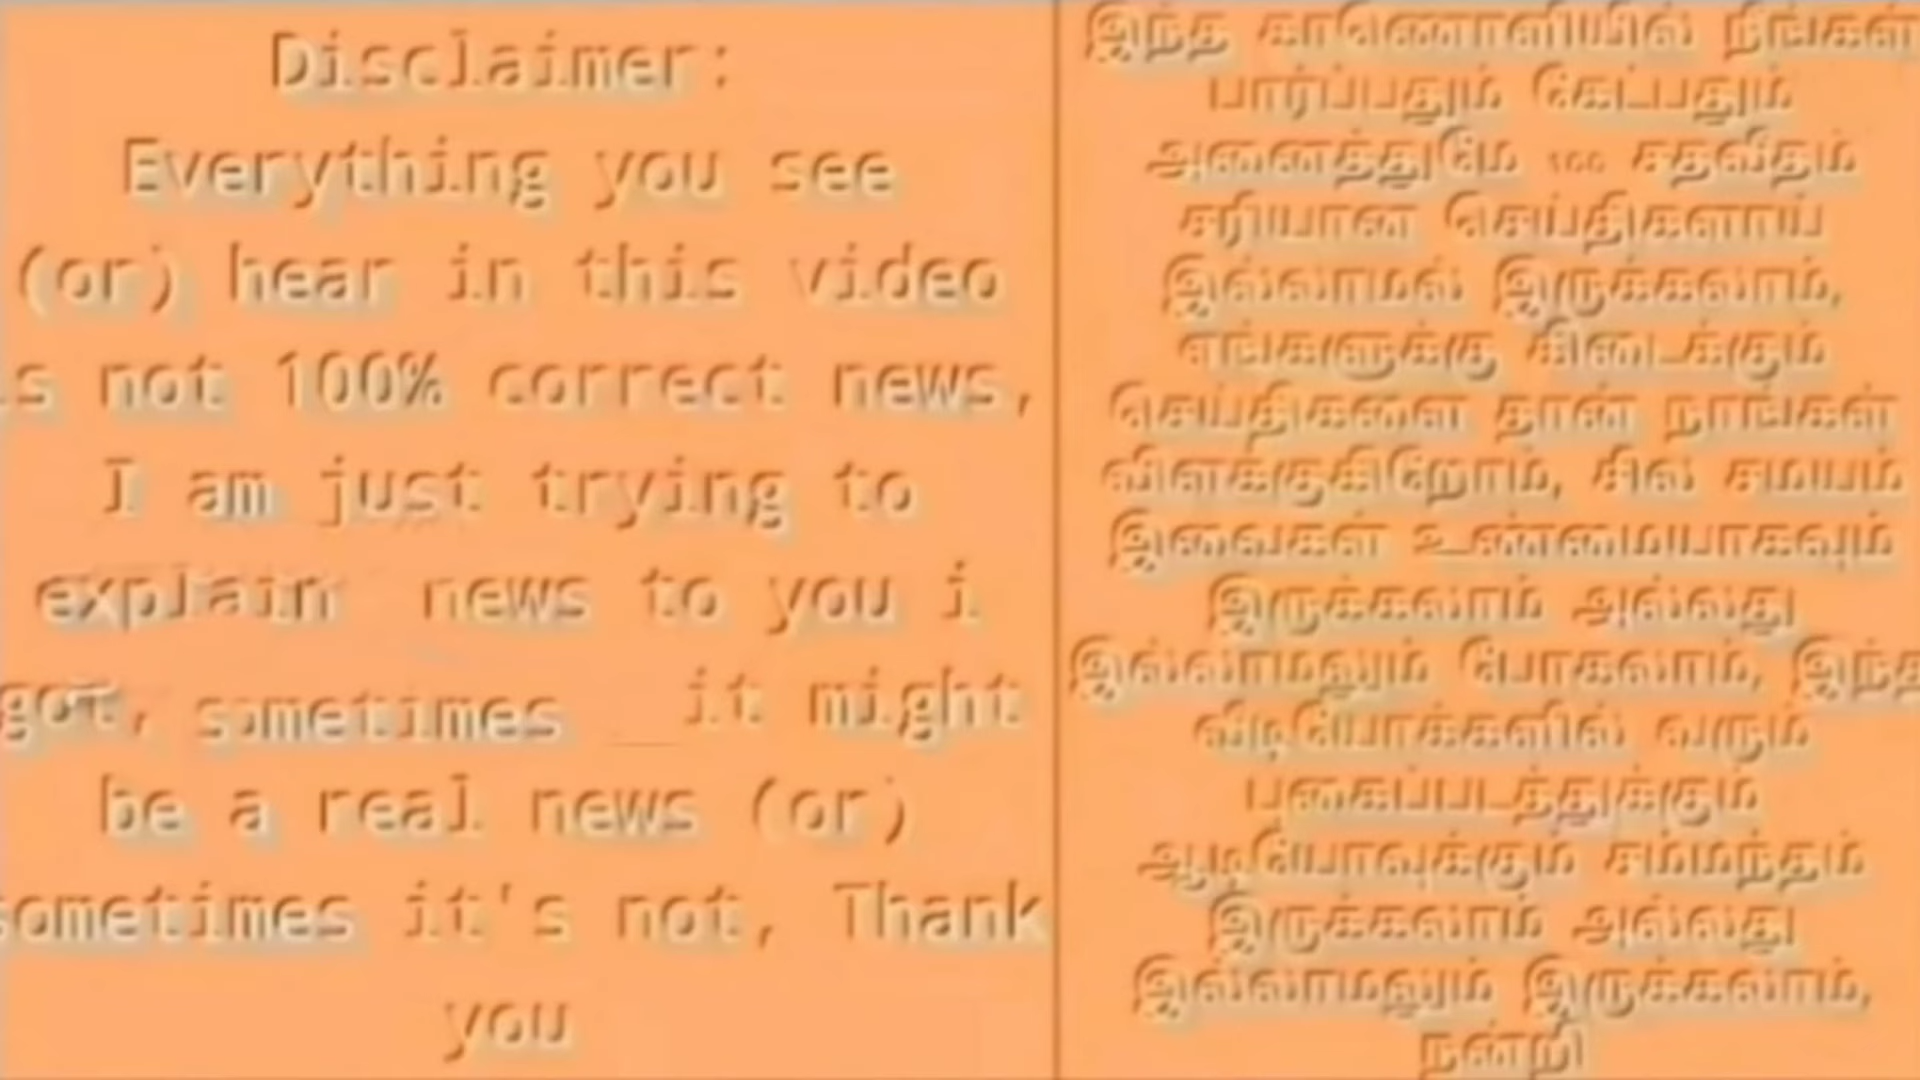 Disclaimer:
Everything you see
(or) hear in this video
is not 100% correct news,
I am just trying to
explain news to you i
got, sometimes _it might
be a real news (or)
sometimes it's not, Thank
you
இந்த காணொளியில் நீங்கள்
பார்ப்பதும் கேட்பதும்
அனைத்துமே 100 சதவீதம்
சரியான செய்திகளாய்
இல்லாமல் இருக்கலாம்,
எங்களுக்கு கிடைக்கும்
செய்திகளை தான் நாங்கள்
விளக்குகிறோம், சில சமயம்
இவைகள் உண்மையாகவும்
இருக்கலாம் அல்லது
இல்லாமலும் போகலாம், இந்த
வீடியோக்களில் வரும்
புகைப்படத்துக்கும்
ஆடியோவுக்கும் சம்மந்தம்
இருக்கலாம் அல்லது
இல்லாமலும் இருக்கலாம்,
நன்றி